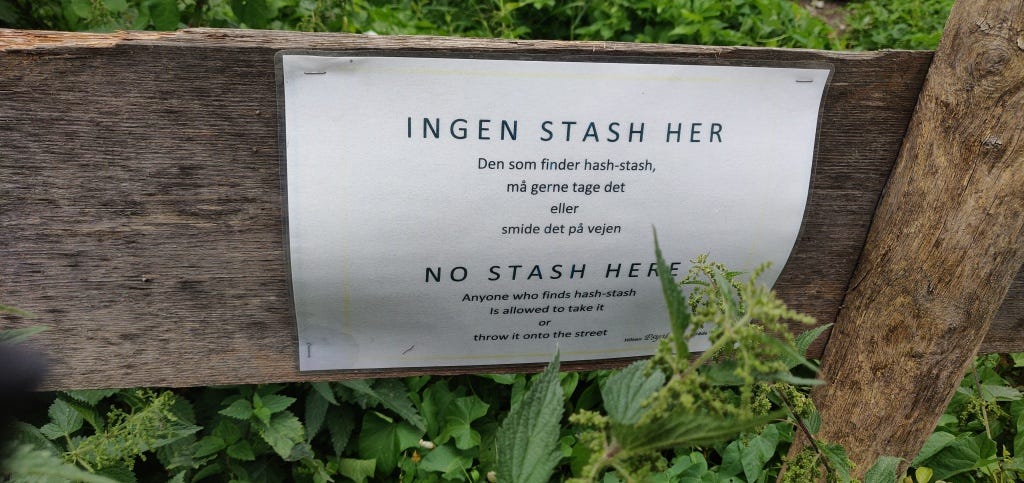 INGEN STASH HER
Den som finder hash-stash,
må gerne tage det
eller
smide det på vejen
NO STASH HERE
Anyone who finds hash-stash
Is allowed to take it
or
throw it onto the street